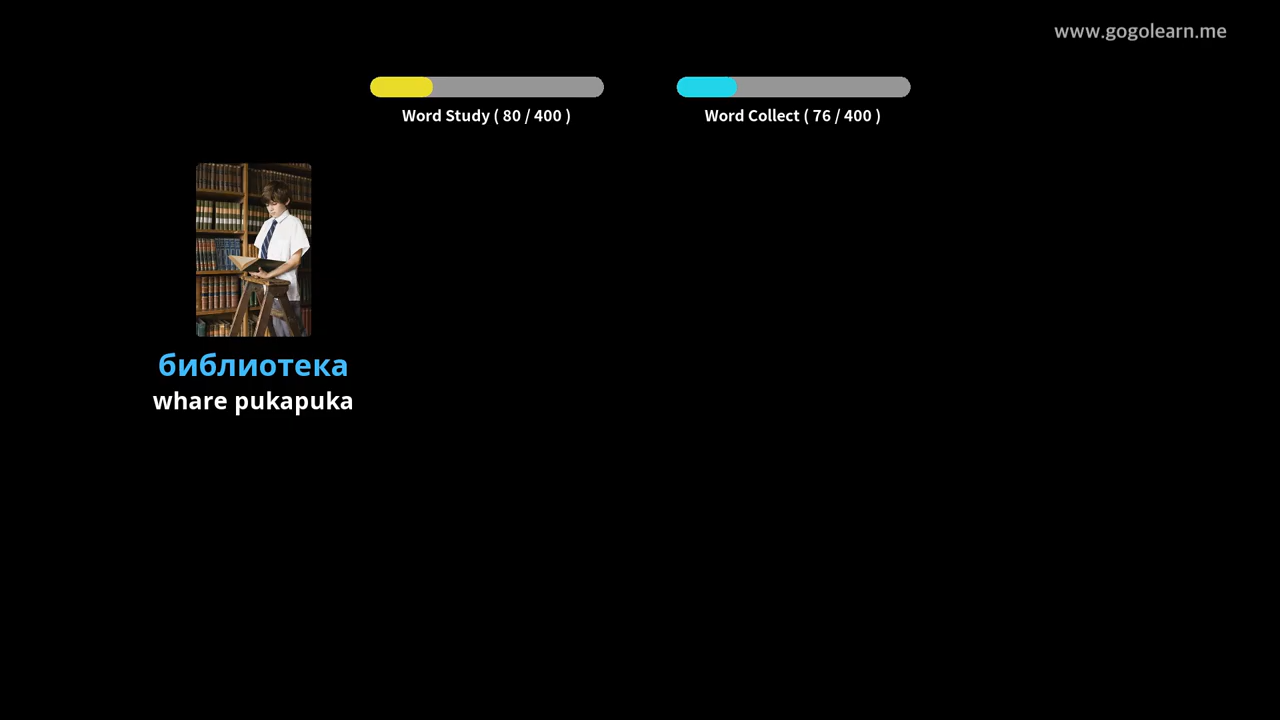 www.gogolearn.me
Word Study ( 80 / 400 )
Word Collect ( 76 / 400 )
библиотека
whare pukapuka